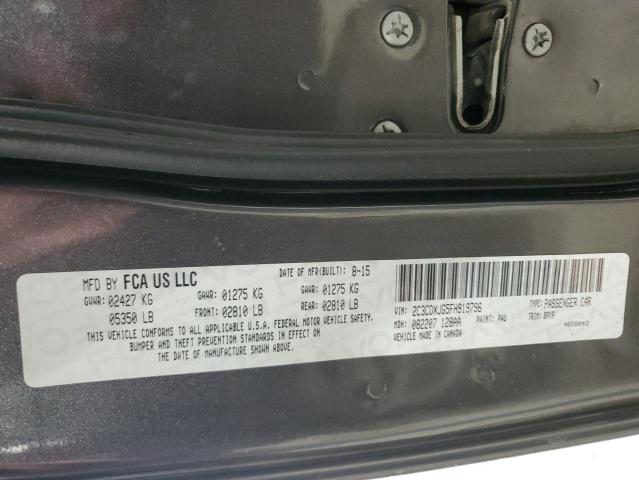 MFD BY FCA US LLC
DATE OF MFR(BUILT): 8-15
GVWR: 02427 KG
GAWR: 01275 KG
GAWR: 01275 KG
05350 LB
FRONT: 02810 LB
REAR: 02810 LB
THIS VEHICLE CONFORMS TO ALL APPLICABLE U.S.A. FEDERAL MOTOR VEHICLE SAFETY,
BUMPER AND THEFT PREVENTION STANDARDS IN EFFECT ON
THE DATE OF MANUFACTURE SHOWN ABOVE.
VIN: 2C3CDXJG5FH919796
TYPE: PASSENGER CAR
MDH: 082207 128AA
PAINT: PAU
TRIM: BRX9
VEHICLE MADE IN CANADA
4658843